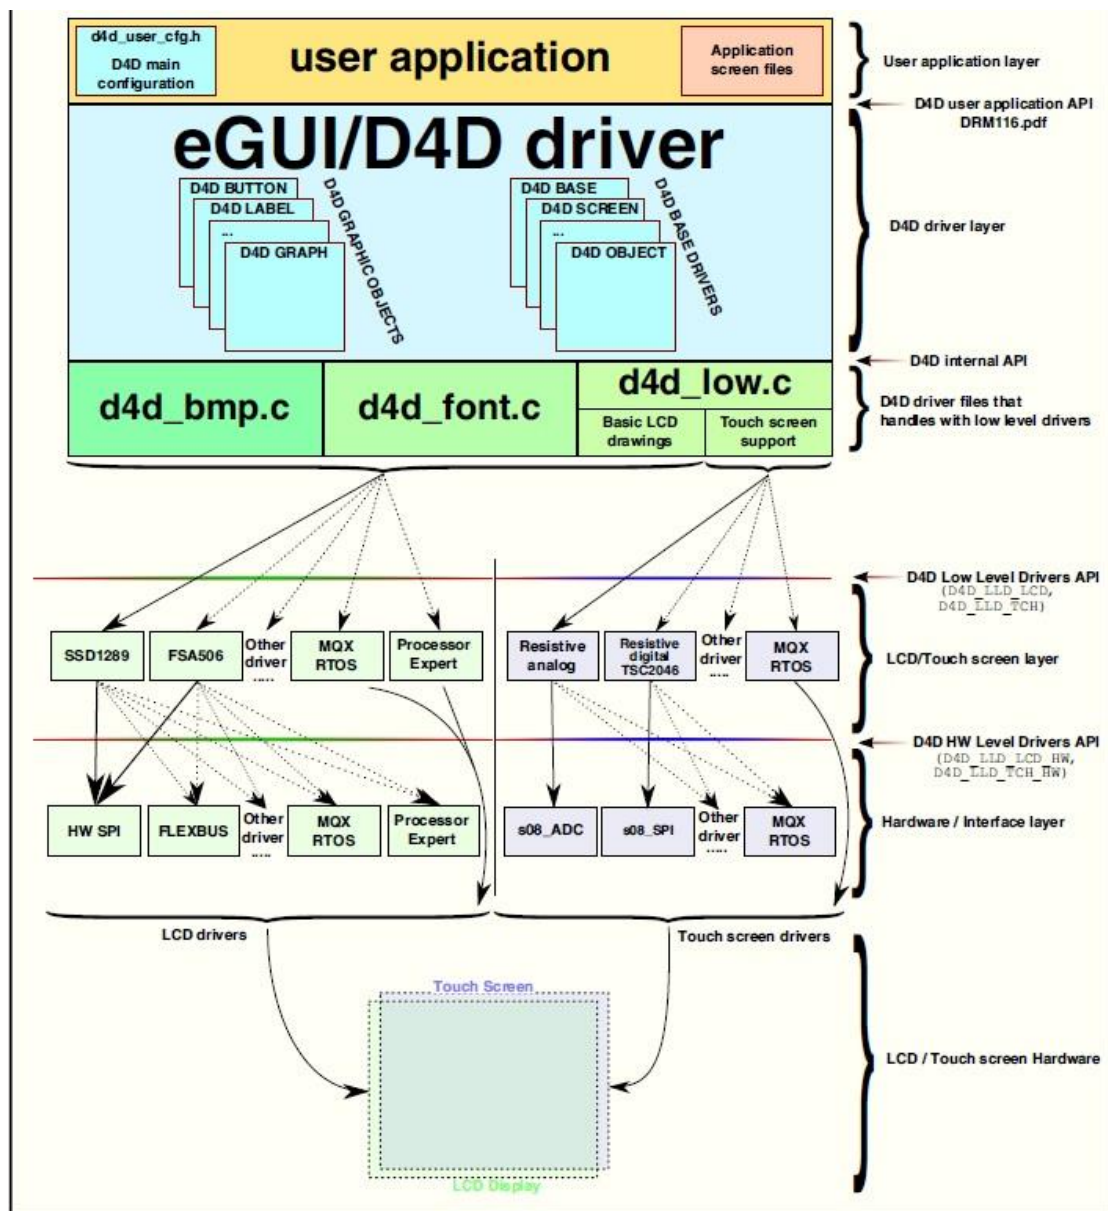 d4d_user_cfg.h
D4D main
configuration
user application
Application
screen files
User application layer
D4D user application API
DRM116.pdf
eGUI/D4D driver
D4D BUTTON
D4D LABEL
...
D4D GRAPH
D4D GRAPHIC OBJECTS
D4D BASE
D4D SCREEN
...
D4D OBJECT
D4D BASE DRIVERS
D4D driver layer
D4D internal API
d4d_bmp.c
d4d_font.c
d4d_low.c
Basic LCD
drawings
Touch screen
support
D4D driver files that
handles with low level drivers
D4D Low Level Drivers API
(D4D_LLD_LCD,
D4D_LLD_TCH)
SSD1289
FSA506
Other
driver
.....
MQX
RTOS
Processor
Expert
Resistive
analog
Resistive
digital
TSC2046
Other
driver
.....
MQX
RTOS
LCD/Touch screen layer
D4D HW Level Drivers API
(D4D_LLD_LCD_HW,
D4D_LLD_TCH_HW)
HW SPI
FLEXBUS
Other
driver
.....
MQX
RTOS
Processor
Expert
s08_ADC
s08_SPI
Other
driver
.....
MQX
RTOS
Hardware / Interface layer
LCD drivers
Touch screen drivers
Touch Screen
LCD Display
LCD / Touch screen Hardware